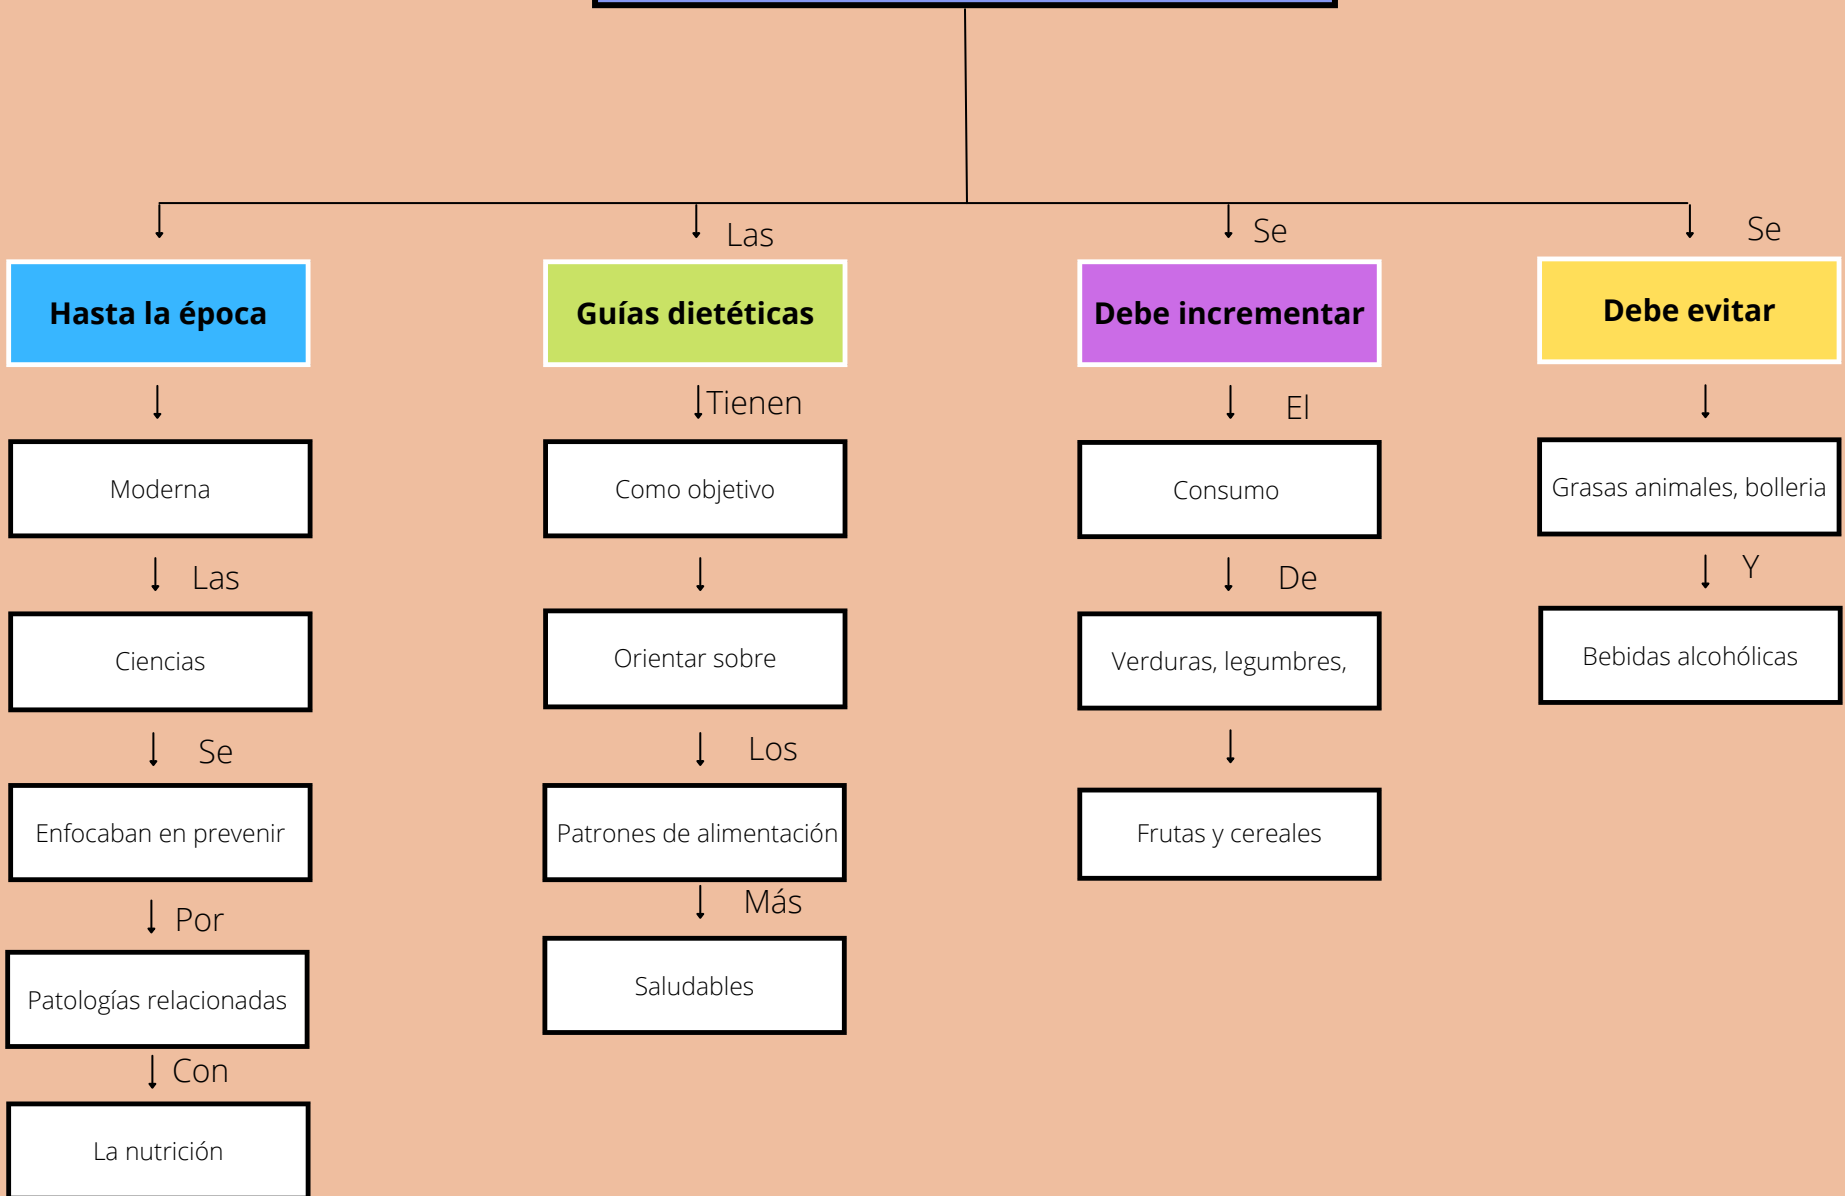 Hasta la época
Moderna
Las
Ciencias
Se
Enfocaban en prevenir
Por
Patologías relacionadas
Con
La nutrición
Las
Guías dietéticas
Tienen
Como objetivo
Orientar sobre
Los
Patrones de alimentación
Más
Saludables
Se
Debe incrementar
El
Consumo
De
Verduras, legumbres,
Frutas y cereales
Se
Debe evitar
Grasas animales, bolleria
Y
Bebidas alcohólicas